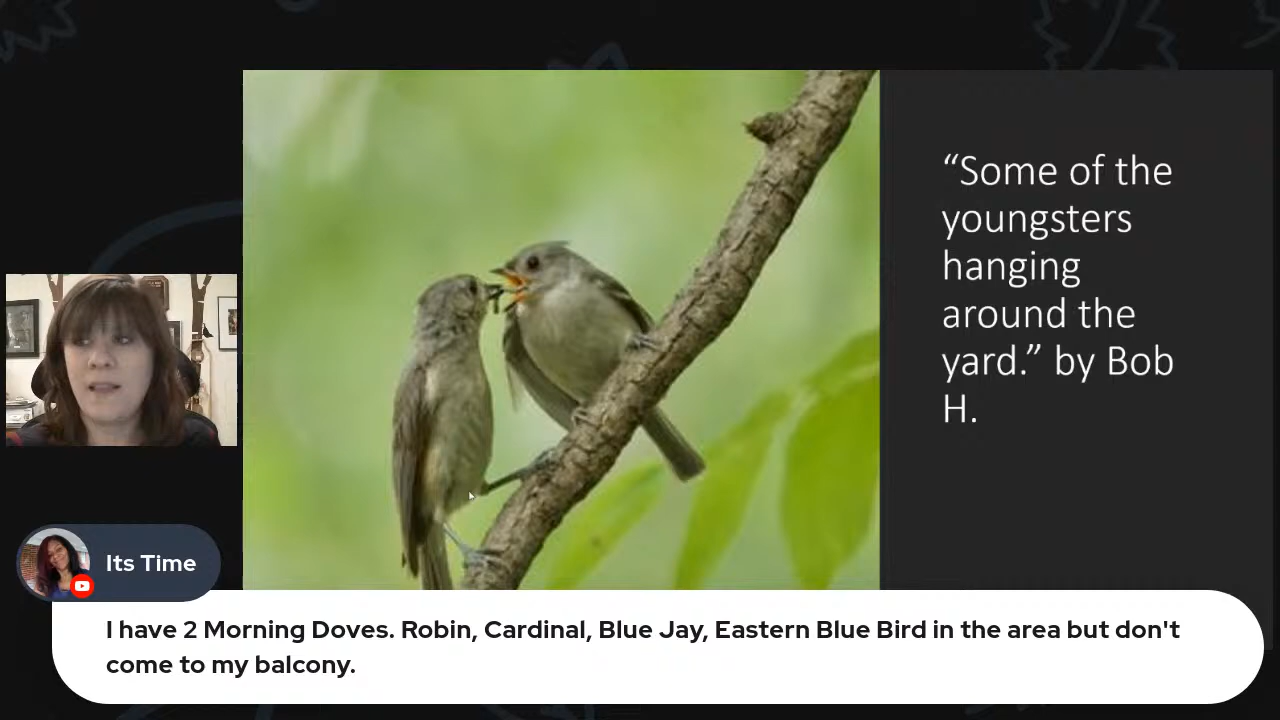 “Some of the
youngsters
hanging
around the
yard.” by Bob
H.
Its Time
I have 2 Morning Doves. Robin, Cardinal, Blue Jay, Eastern Blue Bird in the area but don't
come to my balcony.